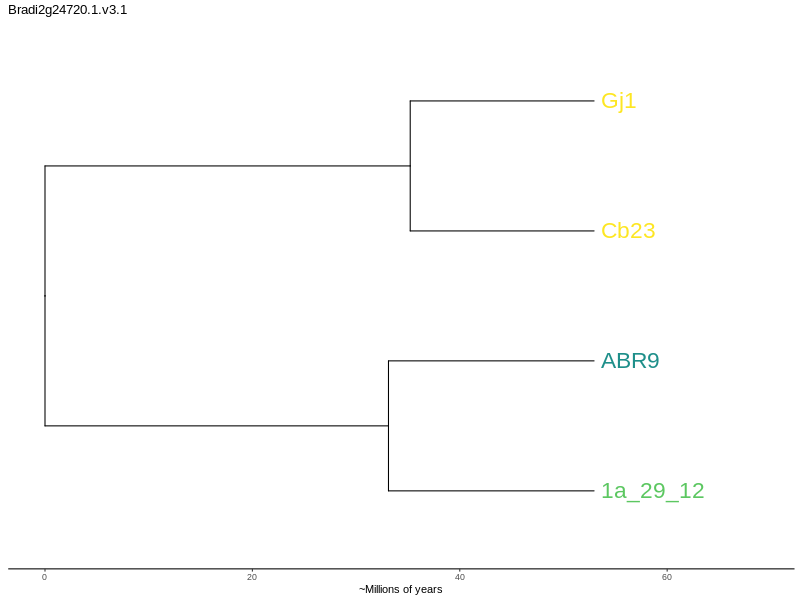 Bradi2g24720.1.v3.1
Gj1
Cb23
ABR9
1a_29_12
0 20 40 60
~Millions of years